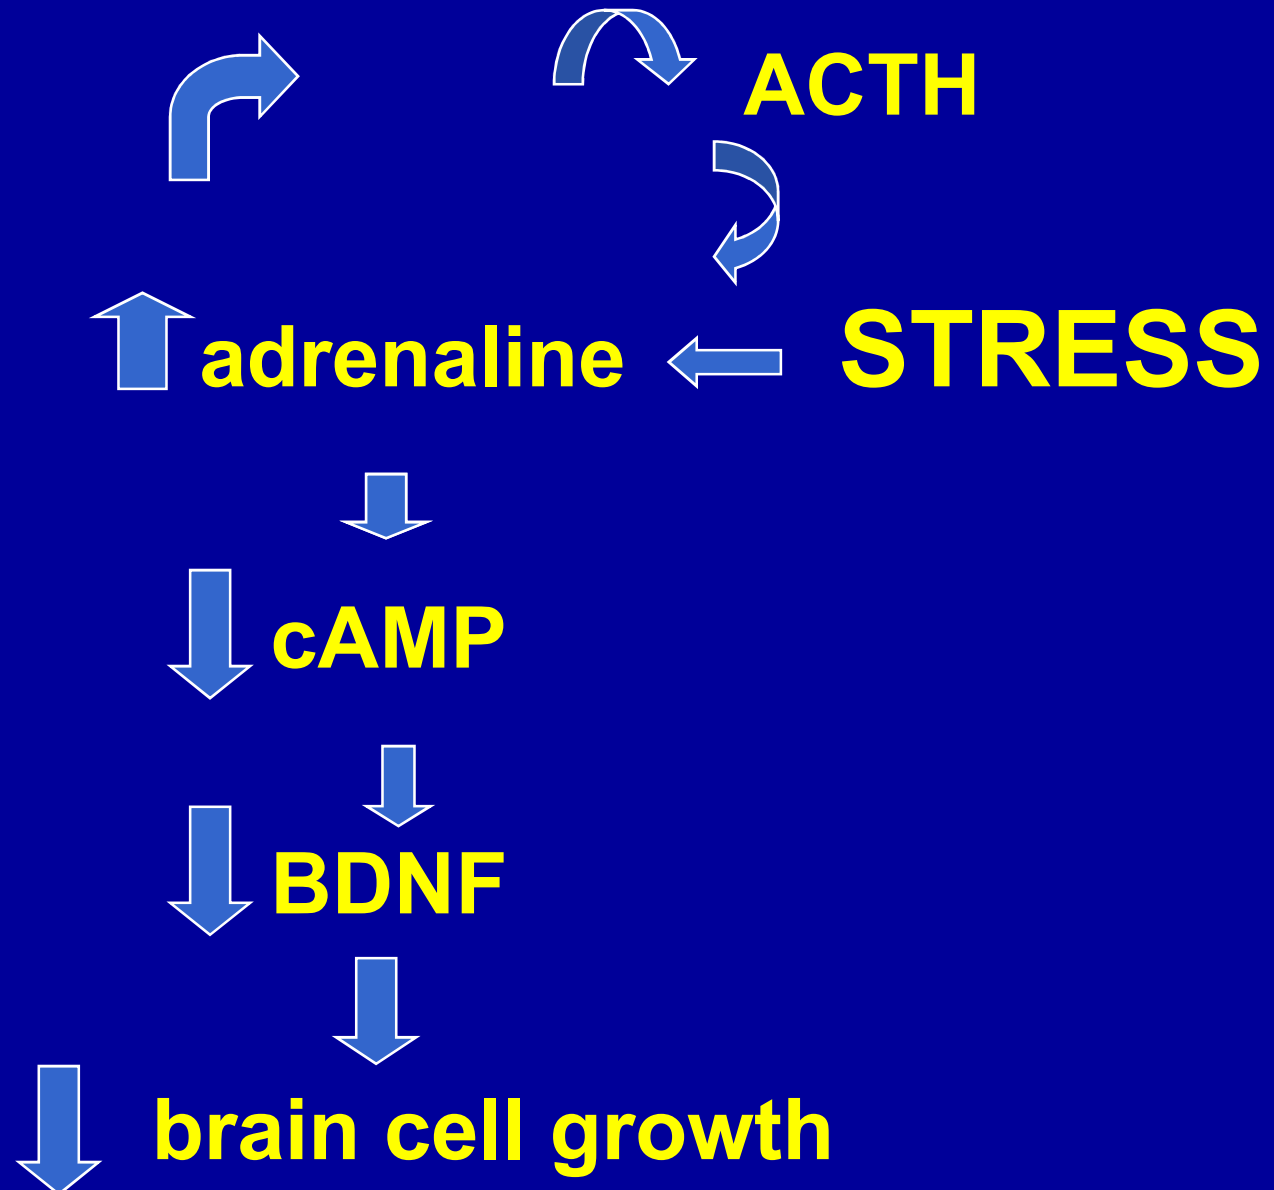 ACTH
adrenaline
STRESS
cAMP
BDNF
brain cell growth